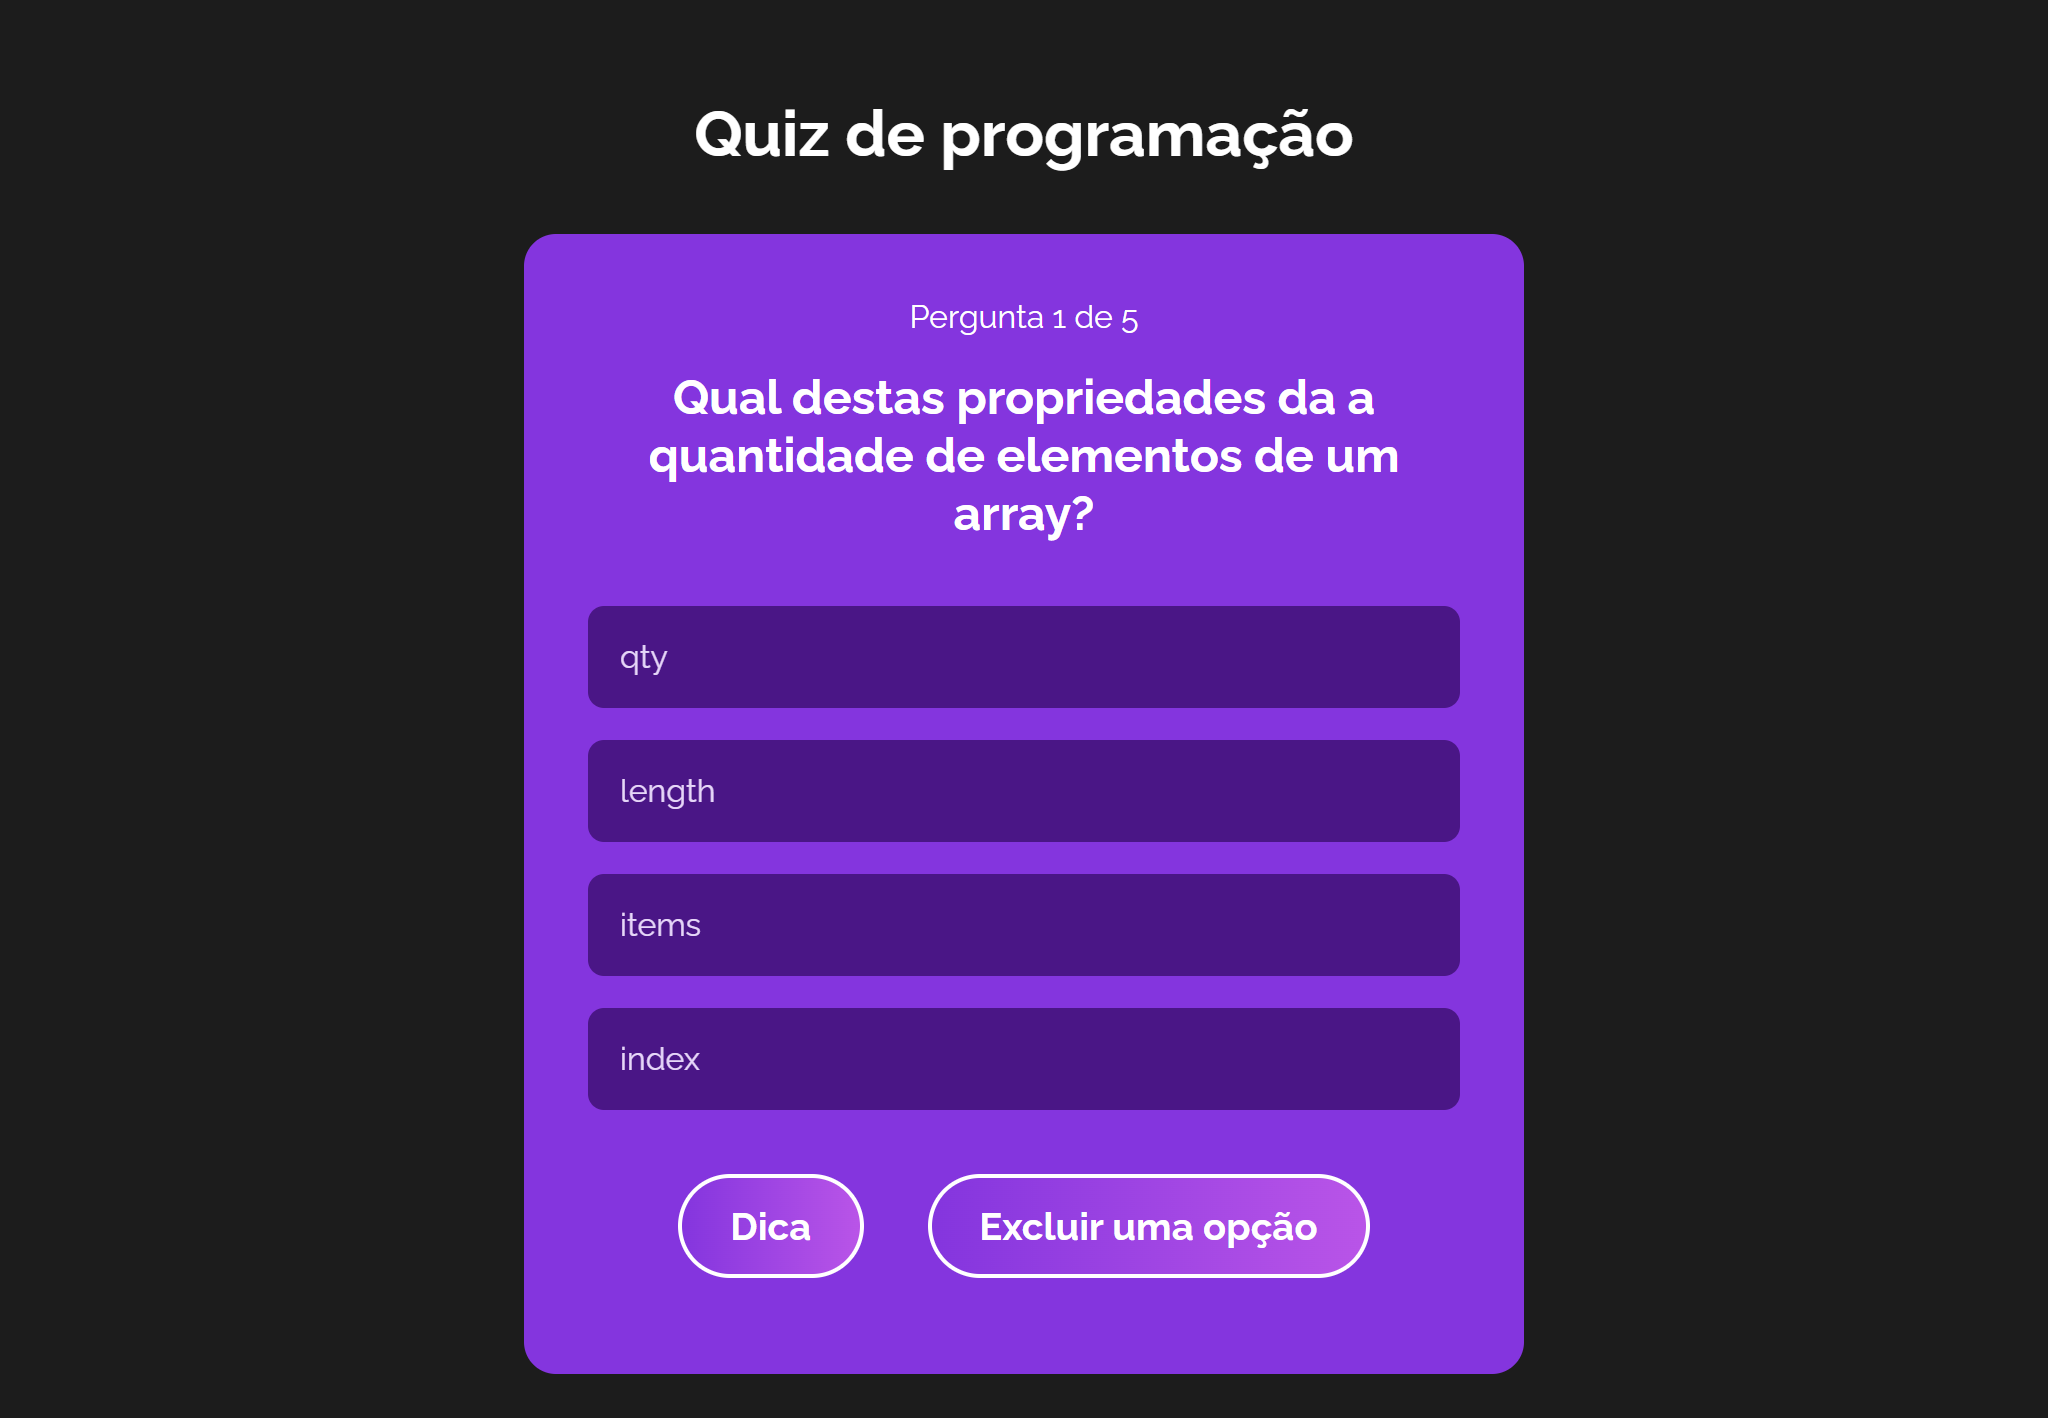 Quiz de programação
Pergunta 1 de 5
Qual destas propriedades da a
quantidade de elementos de um
array?
qty
length
items
index
Dica
Excluir uma opção